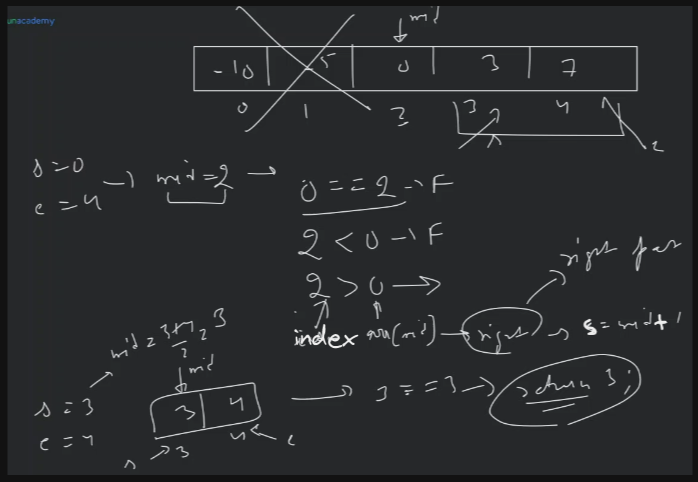 unacademy
mid
-10 -5 0 3 7
0 1 2 3 4
s=0
e=4 → mid=2 →
0 == 2 → F
2 < 0 → F
2 > 0 →
right part
index arr(mid) → right → s=mid+1
mid = 3+4/2 = 3
mid
s=3
e=4
3 4
s → 3 4 ← e
→ 3 == 3 → return 3;